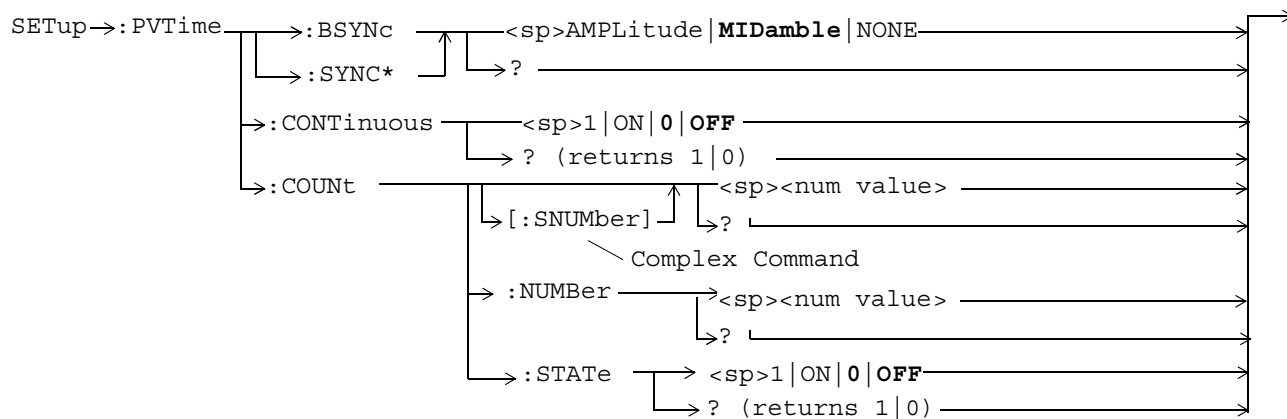 SETup :PVTime :BSYNc <sp>AMPLitude|MIDamble|NONE
:SYNC* ?
:CONTinuous <sp>1|ON|0|OFF
? (returns 1|0)
:COUNt <sp><num value>
[:SNUMber] ?
Complex Command
:NUMBer <sp><num value>
?
:STATe <sp>1|ON|0|OFF
? (returns 1|0)